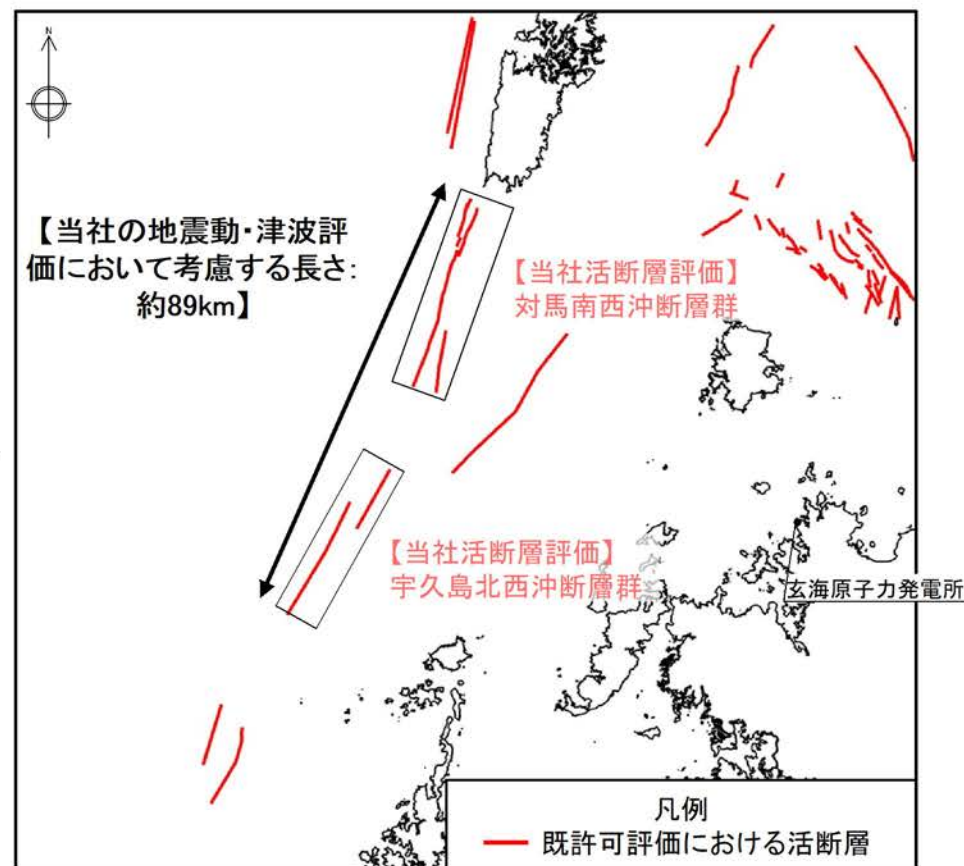 N
【当社の地震動・津波評
価において考慮する長さ:
約89km】
【当社活断層評価】
対馬南西沖断層群
【当社活断層評価】
宇久島北西沖断層群
玄海原子力発電所
凡例
既許可評価における活断層